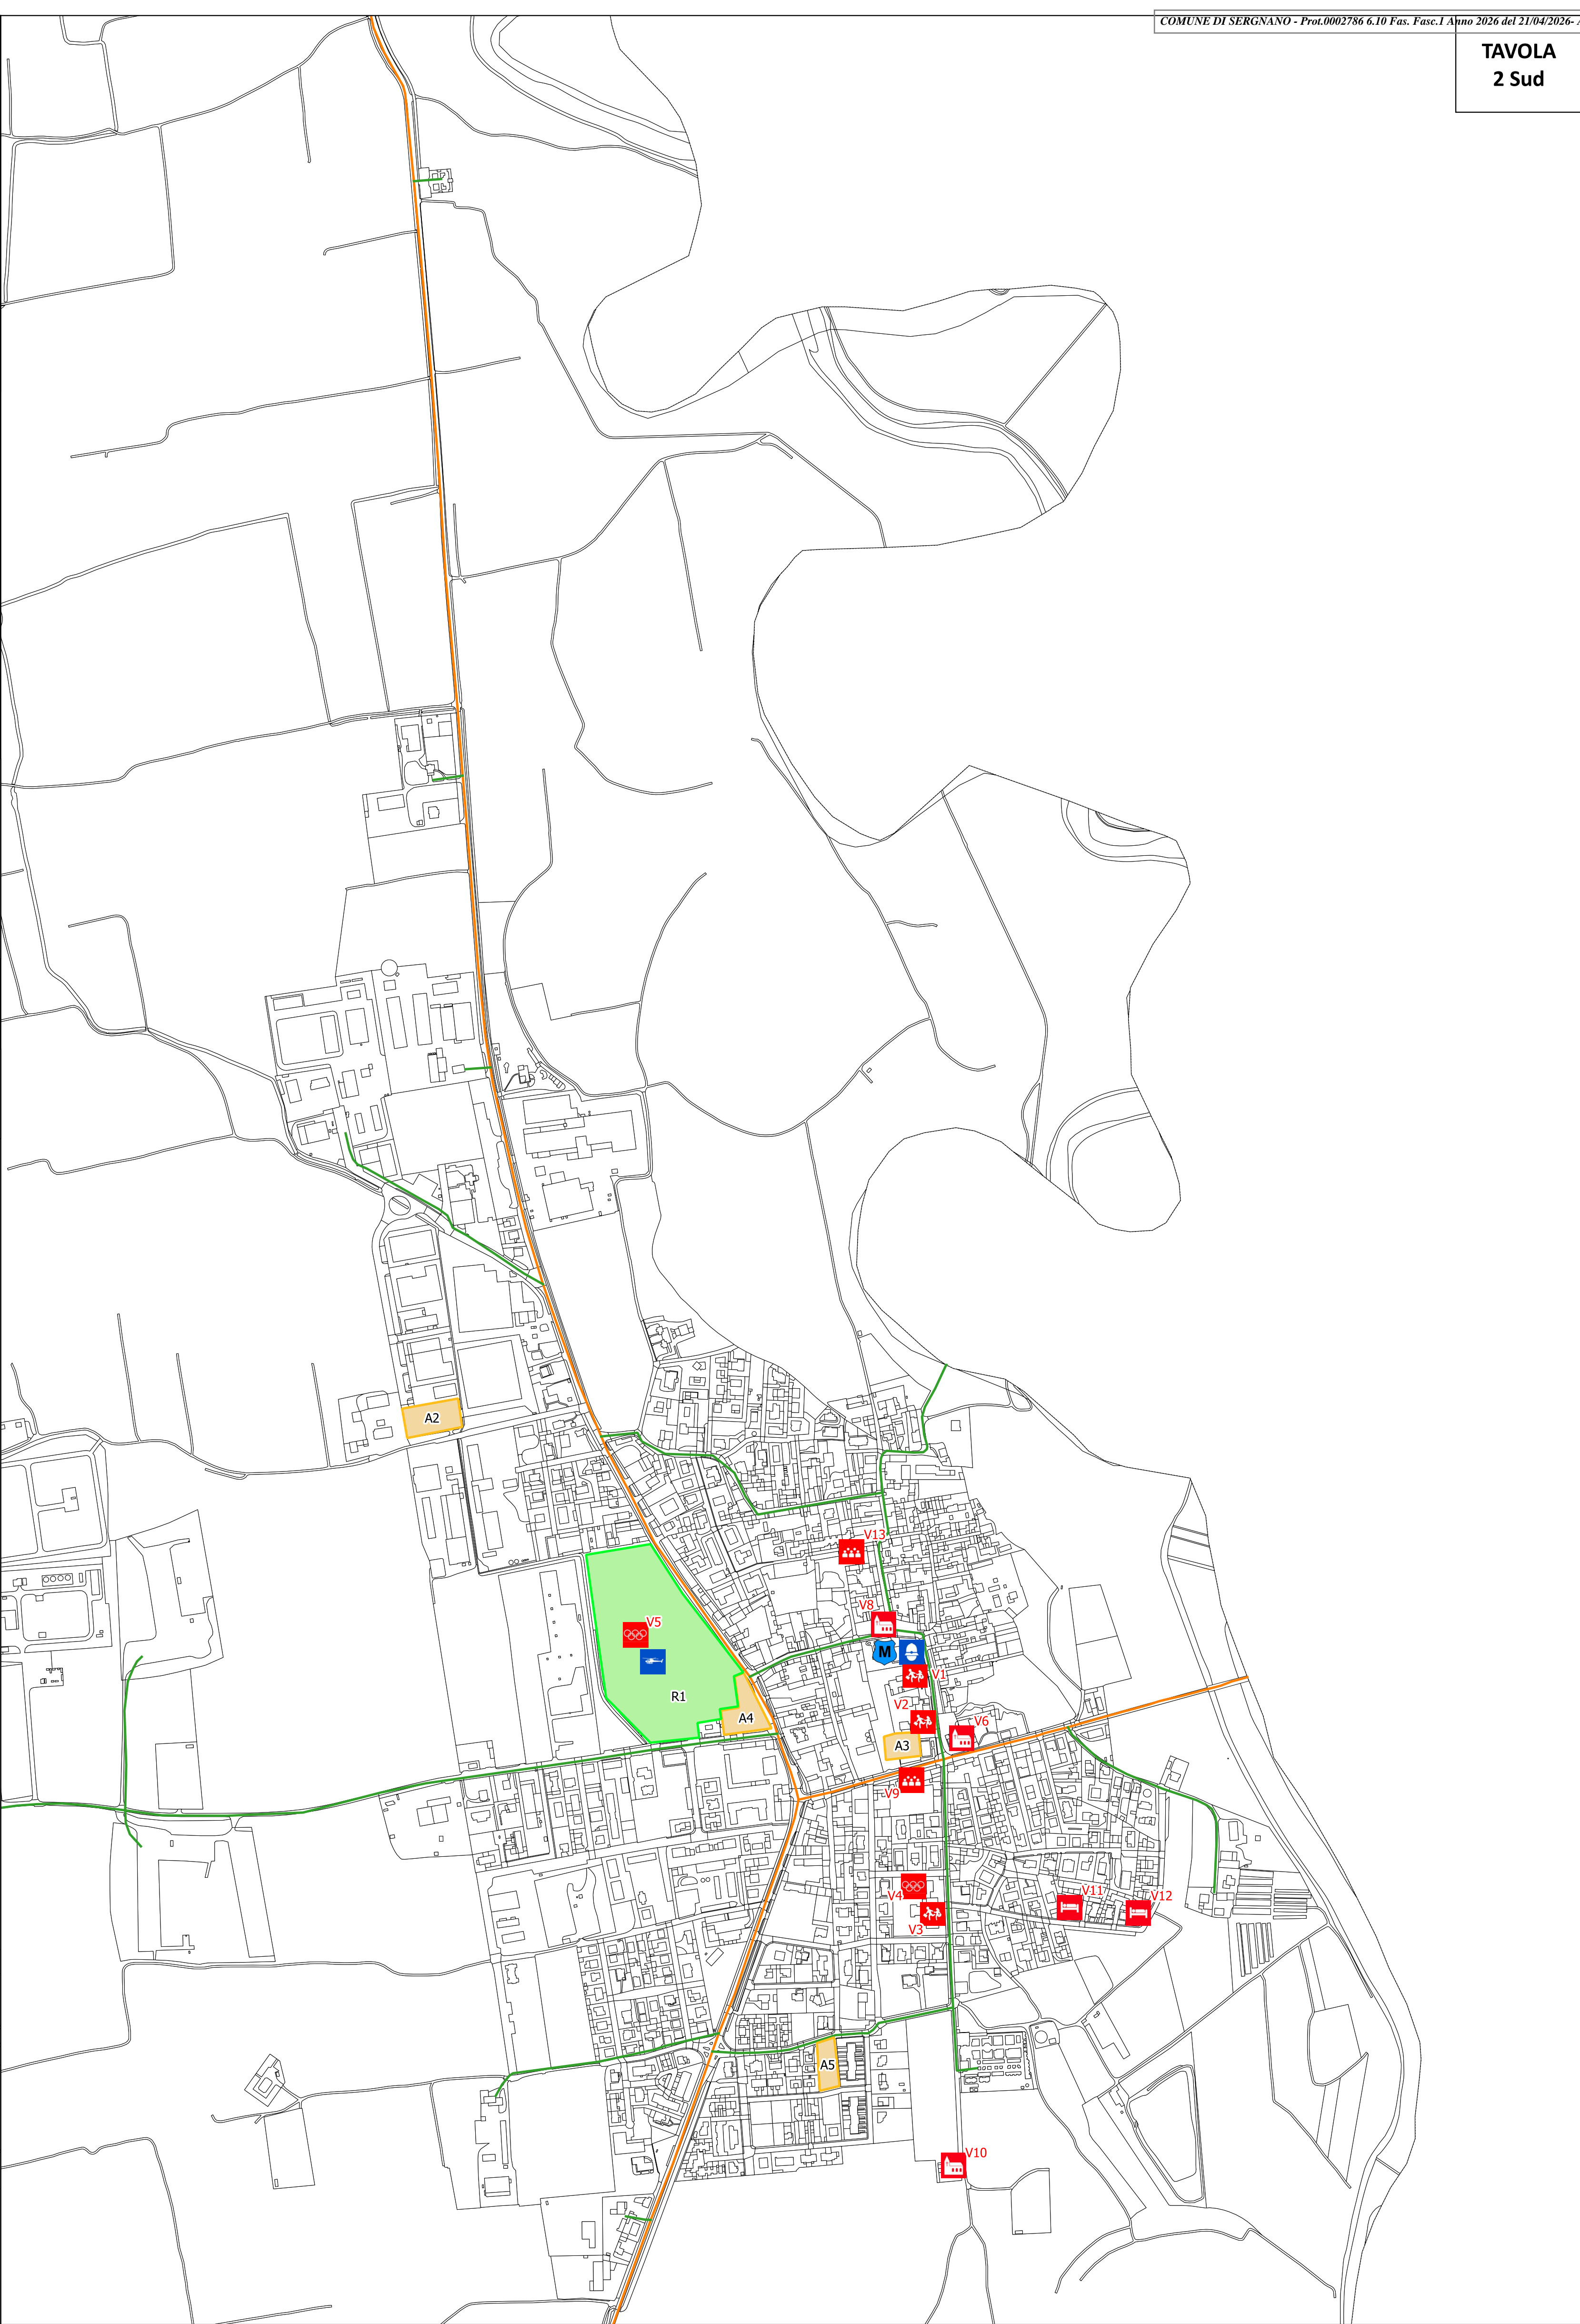 COMUNE DI SERGNANO - Prot.0002786 6.10 Fas. Fasc.1 Anno 2026 del 21/04/2026-
TAVOLA
2 Sud
A2
V13
V8
V5
M
V1
R1
V2
A4
V6
A3
V9
V11
V4
V12
V3
A5
V10